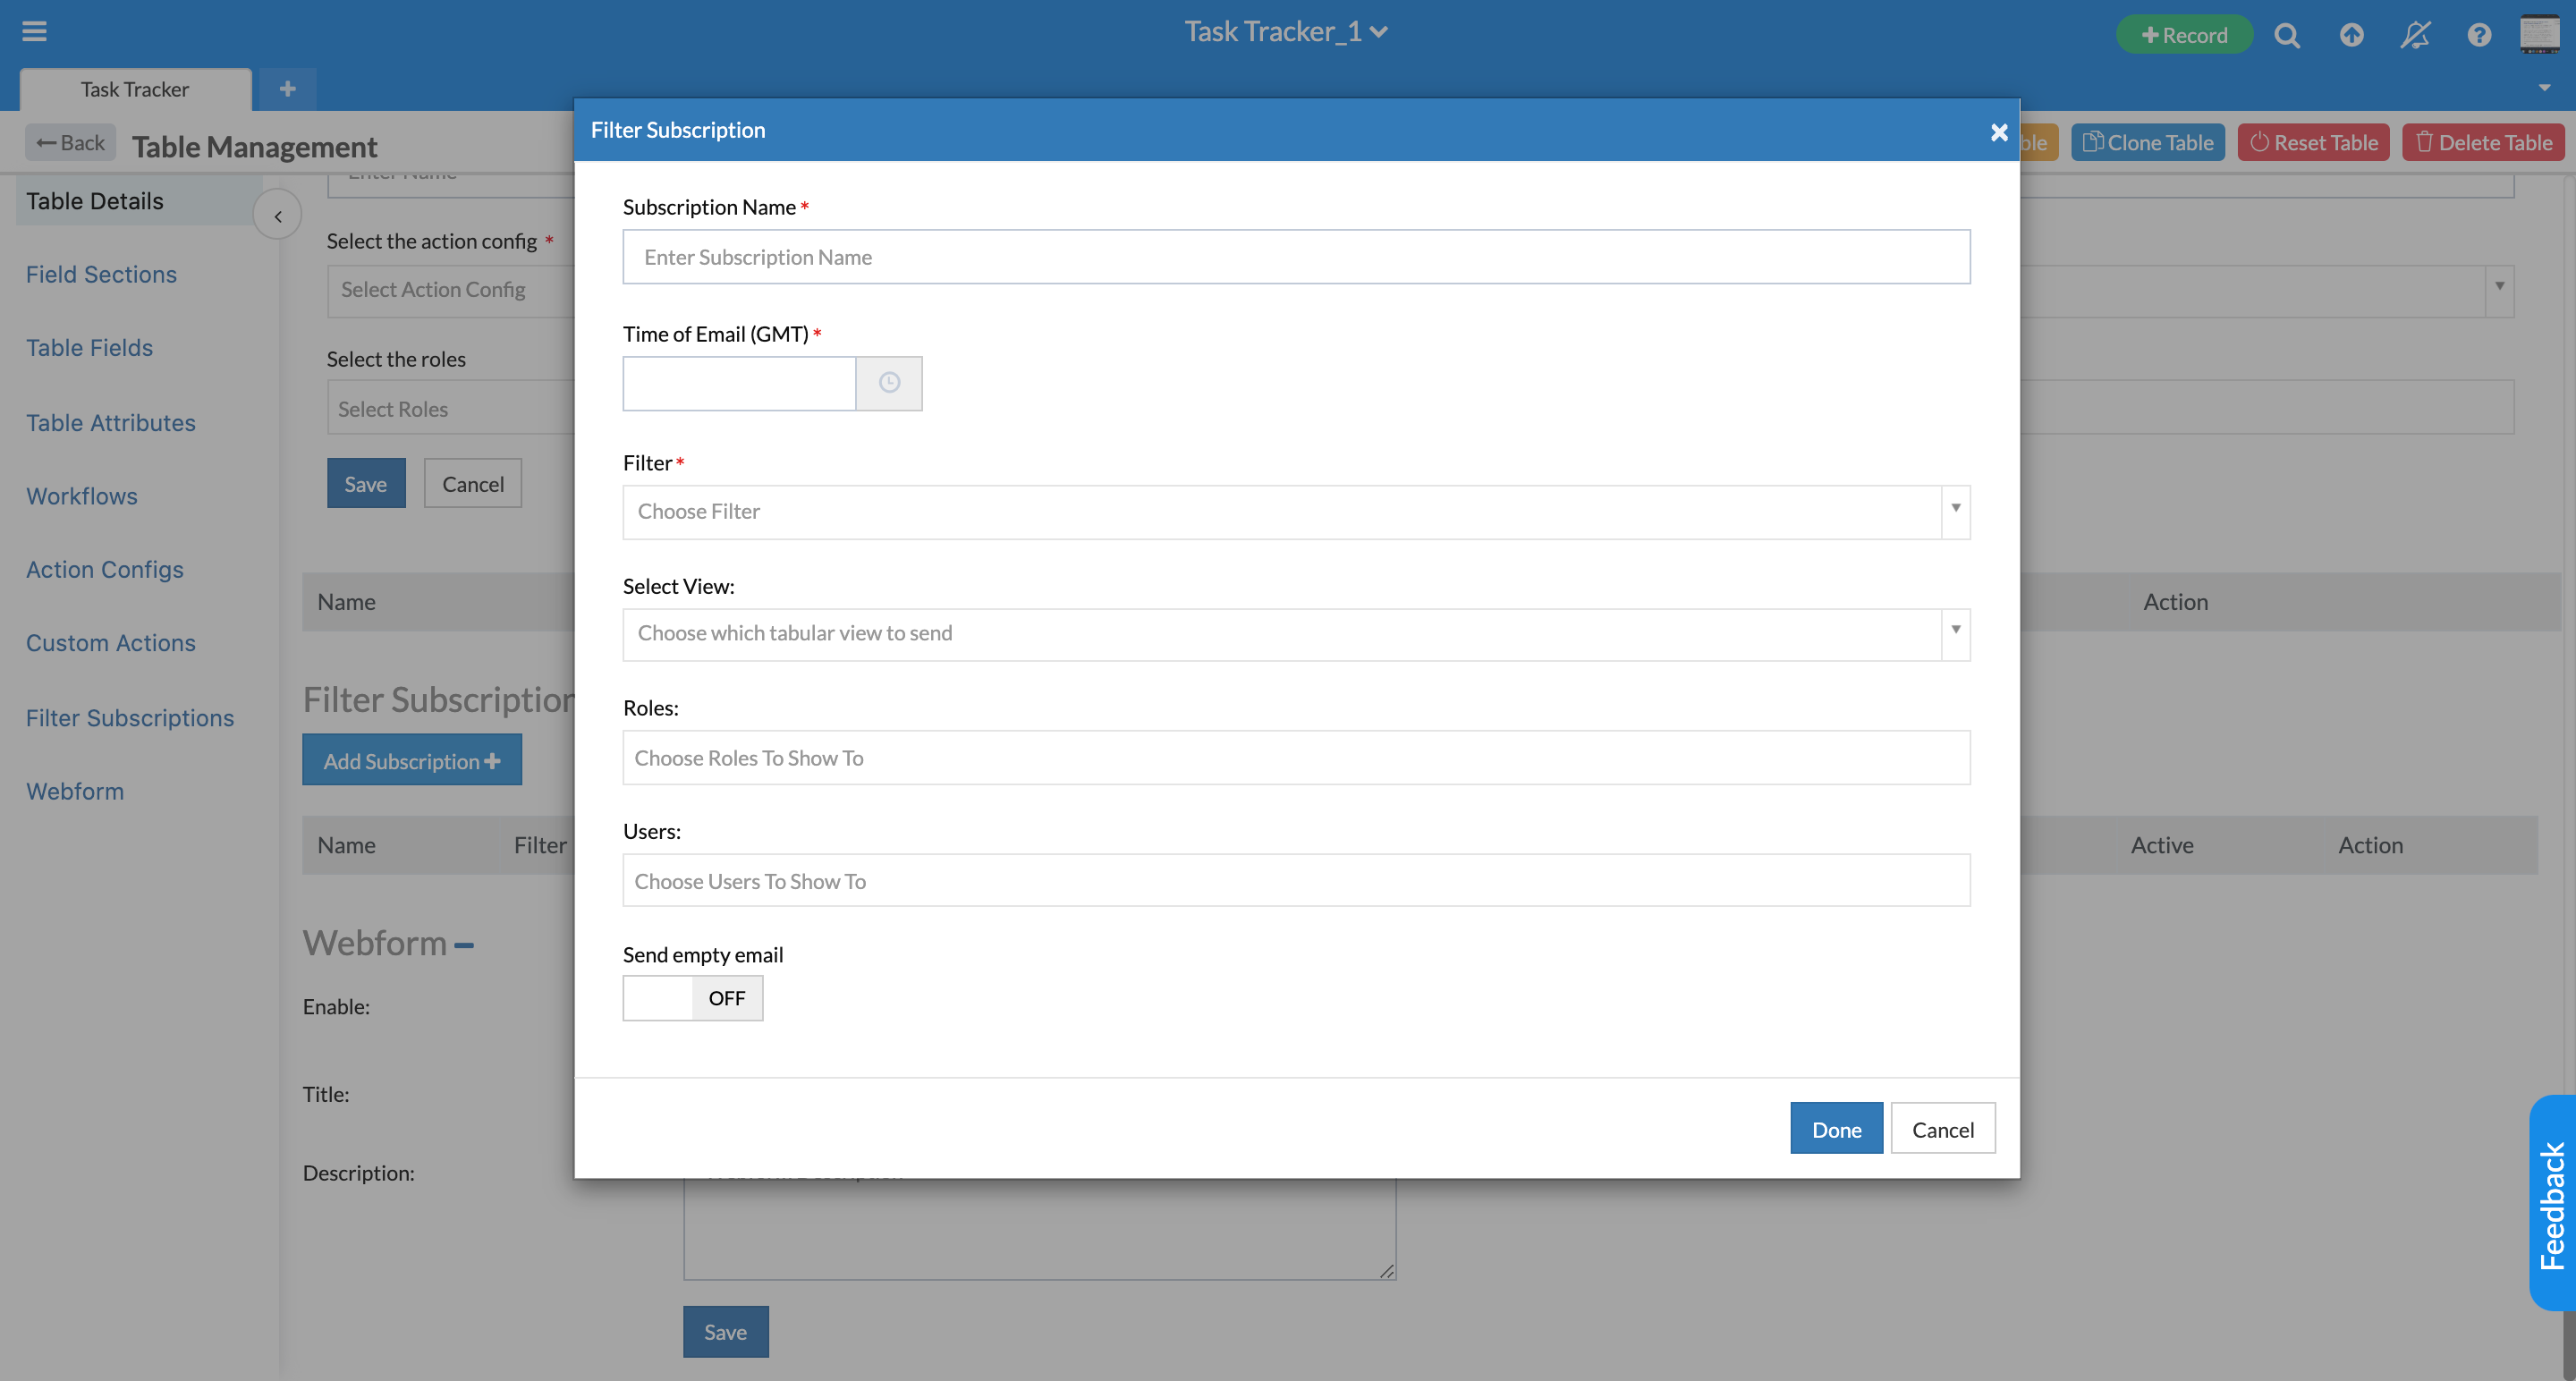 Task Tracker_1
Record
Task Tracker
Back
Table Management
Clone Table
Reset Table
Delete Table
Table Details
Field Sections
Table Fields
Table Attributes
Workflows
Action Configs
Custom Actions
Filter Subscriptions
Webform
Select the action config *
Select Action Config
Select the roles
Select Roles
Save
Cancel
Name
Action
Filter Subscription
Add Subscription
Name Filter
Active Action
Webform
Enable:
Title:
Description:
Save
Filter Subscription
Subscription Name *
Enter Subscription Name
Time of Email (GMT) *
Filter *
Choose Filter
Select View:
Choose which tabular view to send
Roles:
Choose Roles To Show To
Users:
Choose Users To Show To
Send empty email
OFF
Done
Cancel
Feedback